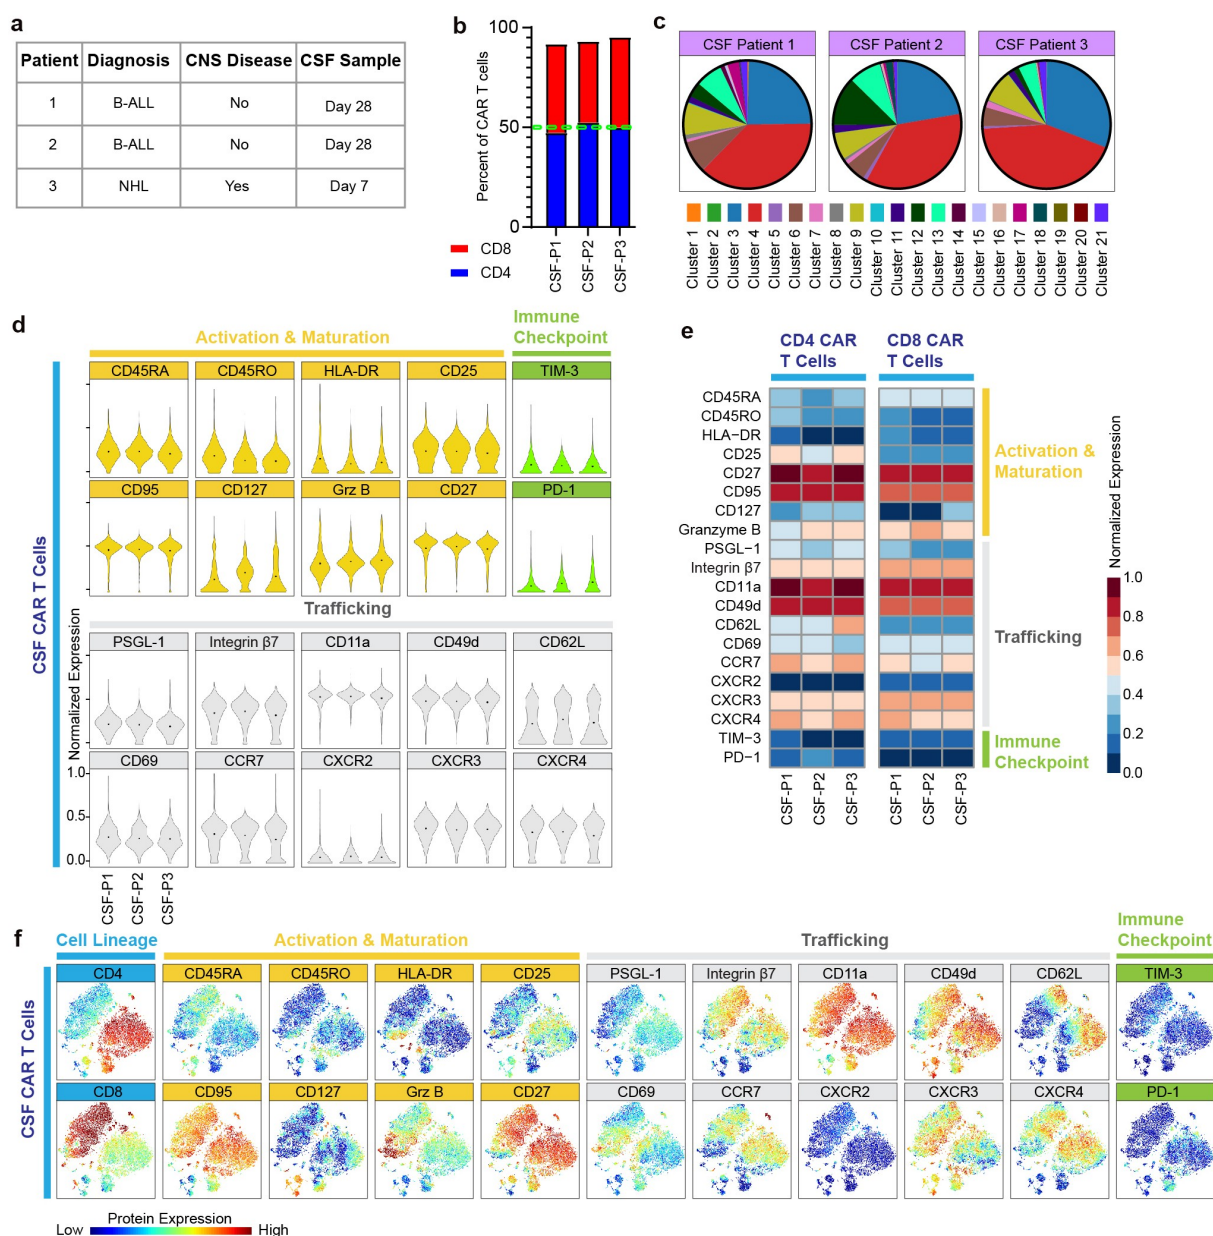 a
Patient Diagnosis CNS Disease CSF Sample
1 B-ALL No Day 28
2 B-ALL No Day 28
3 NHL Yes Day 7
b
Percent of CAR T cells
100
50
0
CSF-P1
CSF-P2
CSF-P3
CD8
CD4
c
CSF Patient 1 CSF Patient 2 CSF Patient 3
Cluster 1
Cluster 2
Cluster 3
Cluster 4
Cluster 5
Cluster 6
Cluster 7
Cluster 8
Cluster 9
Cluster 10
Cluster 11
Cluster 12
Cluster 13
Cluster 14
Cluster 15
Cluster 16
Cluster 17
Cluster 18
Cluster 19
Cluster 20
Cluster 21
d
Activation & Maturation
Immune
Checkpoint
CSF CAR T Cells
Normalized Expression
CD45RA CD45RO HLA-DR CD25 TIM-3
CD95 CD127 Grz B CD27 PD-1
Trafficking
PSGL-1 Integrin β7 CD11a CD49d CD62L
CD69 CCR7 CXCR2 CXCR3 CXCR4
1.0
0.5
0.0
CSF-P1
CSF-P2
CSF-P3
e
CD4 CAR
T Cells
CD8 CAR
T Cells
CD45RA
CD45RO
HLA−DR
CD25
CD27
CD95
CD127
Granzyme B
PSGL−1
Integrin β7
CD11a
CD49d
CD62L
CD69
CCR7
CXCR2
CXCR3
CXCR4
TIM−3
PD−1
CSF-P1
CSF-P2
CSF-P3
CSF-P1
CSF-P2
CSF-P3
Activation &
Maturation
Trafficking
Immune
Checkpoint
Normalized Expression
1.0
0.8
0.6
0.4
0.2
0.0
f
Cell Lineage Activation & Maturation Trafficking
Immune
Checkpoint
CSF CAR T Cells
CD4 CD45RA CD45RO HLA-DR CD25 PSGL-1 Integrin β7 CD11a CD49d CD62L TIM-3
CD8 CD95 CD127 Grz B CD27 CD69 CCR7 CXCR2 CXCR3 CXCR4 PD-1
Protein Expression
Low High